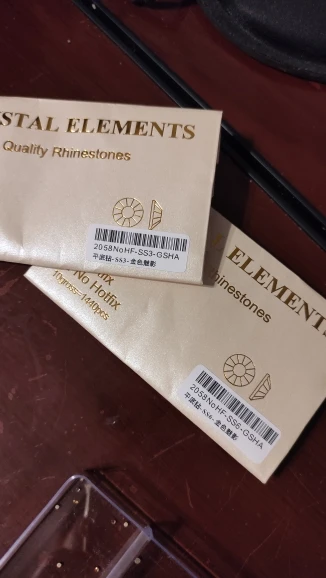 STAL ELEMENTS
Quality Rhinestones
2058NoHF-SS3-GSHA
平底钻-SS3-金色魅影
ELEMENT
hinestones
No Hotfix
10gross=1440pcs
2058NoHF-SS6-GSHA
平底钻-SS6-金色魅影